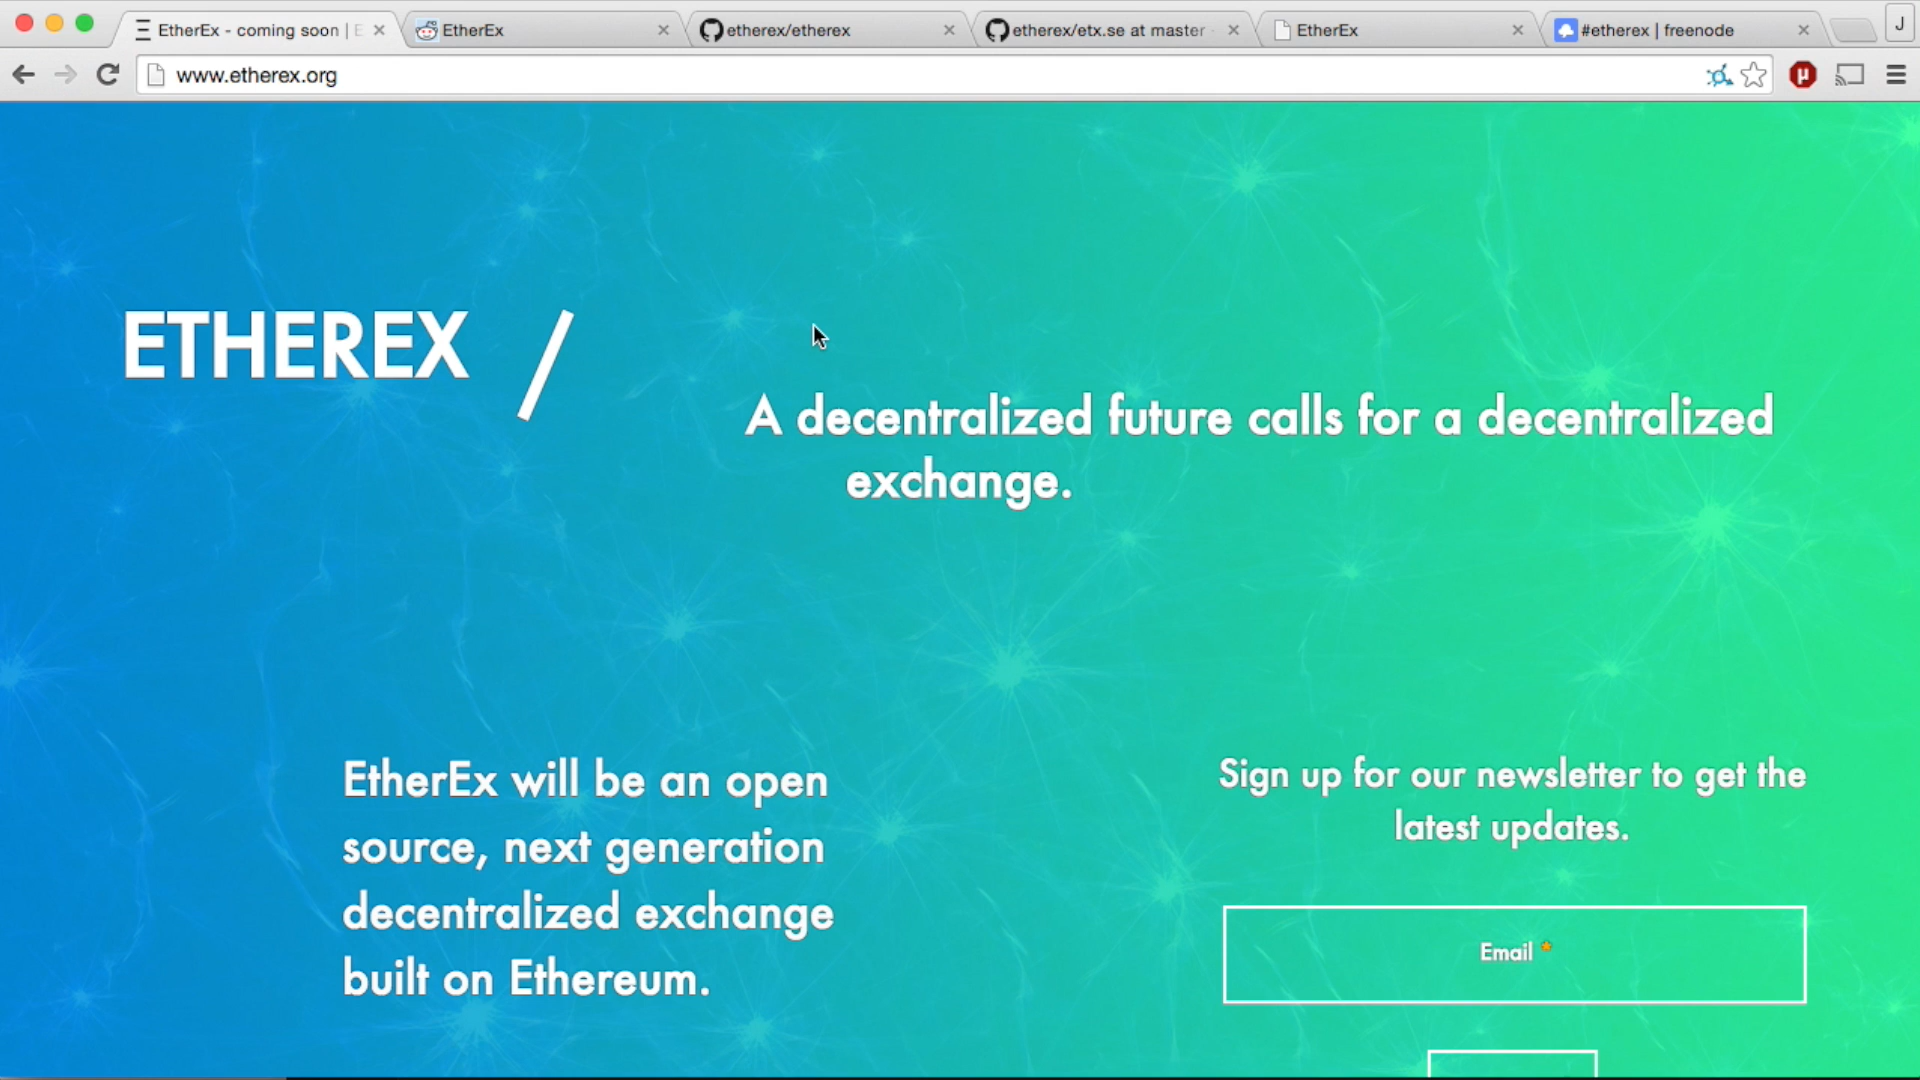 EtherEx - coming soon | E
EtherEx
etherex/etherex
etherex/etx.se at master
EtherEx
#etherex | freenode
J
www.etherex.org
ETHEREX /
A decentralized future calls for a decentralized
exchange.
EtherEx will be an open
source, next generation
decentralized exchange
built on Ethereum.
Sign up for our newsletter to get the
latest updates.
Email *